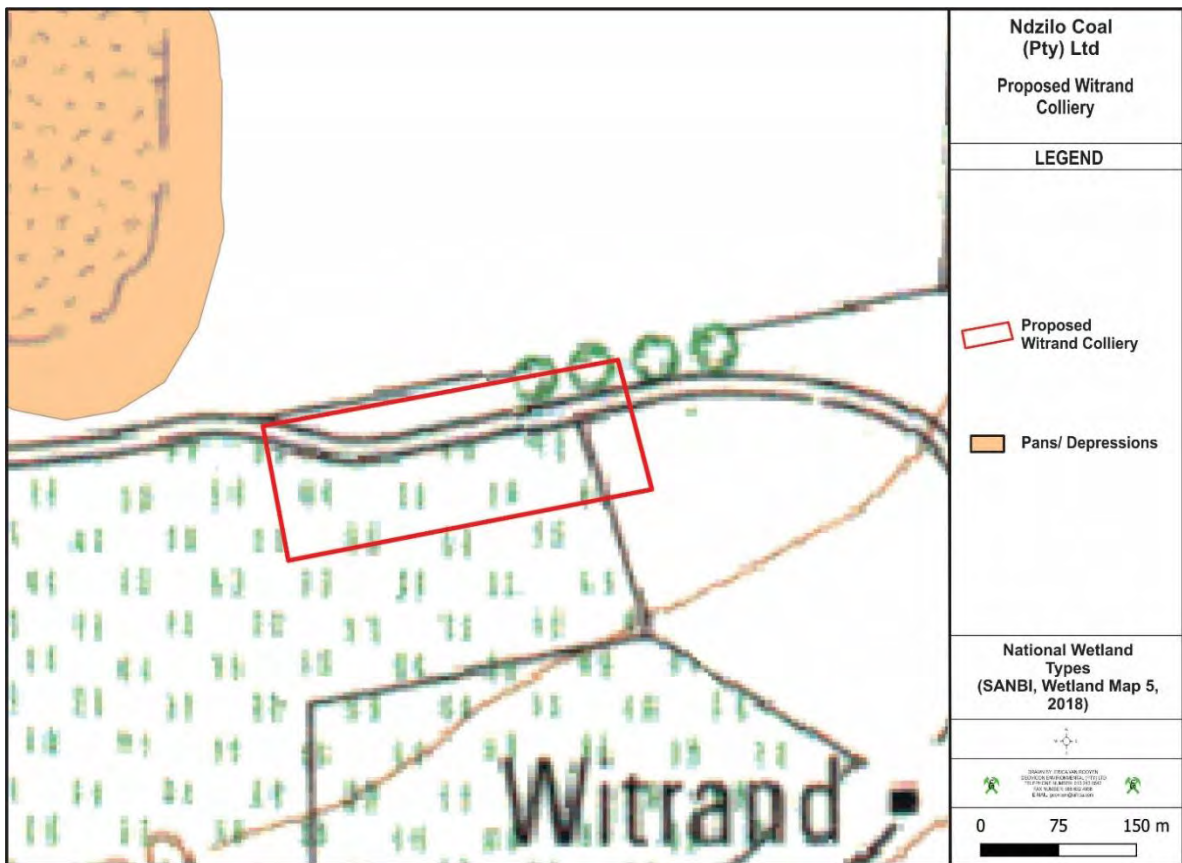 Witrand
Ndzilo Coal
(Pty) Ltd
Proposed Witrand
Colliery
LEGEND
Proposed
Witrand Colliery
Pans/ Depressions
National Wetland
Types
(SANBI, Wetland Map 5,
2018)
0 75 150 m